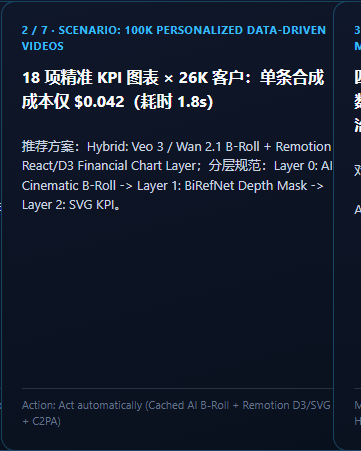 2 / 7 · SCENARIO: 100K PERSONALIZED DATA-DRIVEN
VIDEOS
18 项精准 KPI 图表 × 26K 客户：单条合成
成本仅 $0.042（耗时 1.8s）
推荐方案：Hybrid: Veo 3 / Wan 2.1 B-Roll + Remotion
React/D3 Financial Chart Layer；分层规范：Layer 0: AI
Cinematic B-Roll -> Layer 1: BiRefNet Depth Mask ->
Layer 2: SVG KPI。
Action: Act automatically (Cached AI B-Roll + Remotion D3/SVG
+ C2PA)